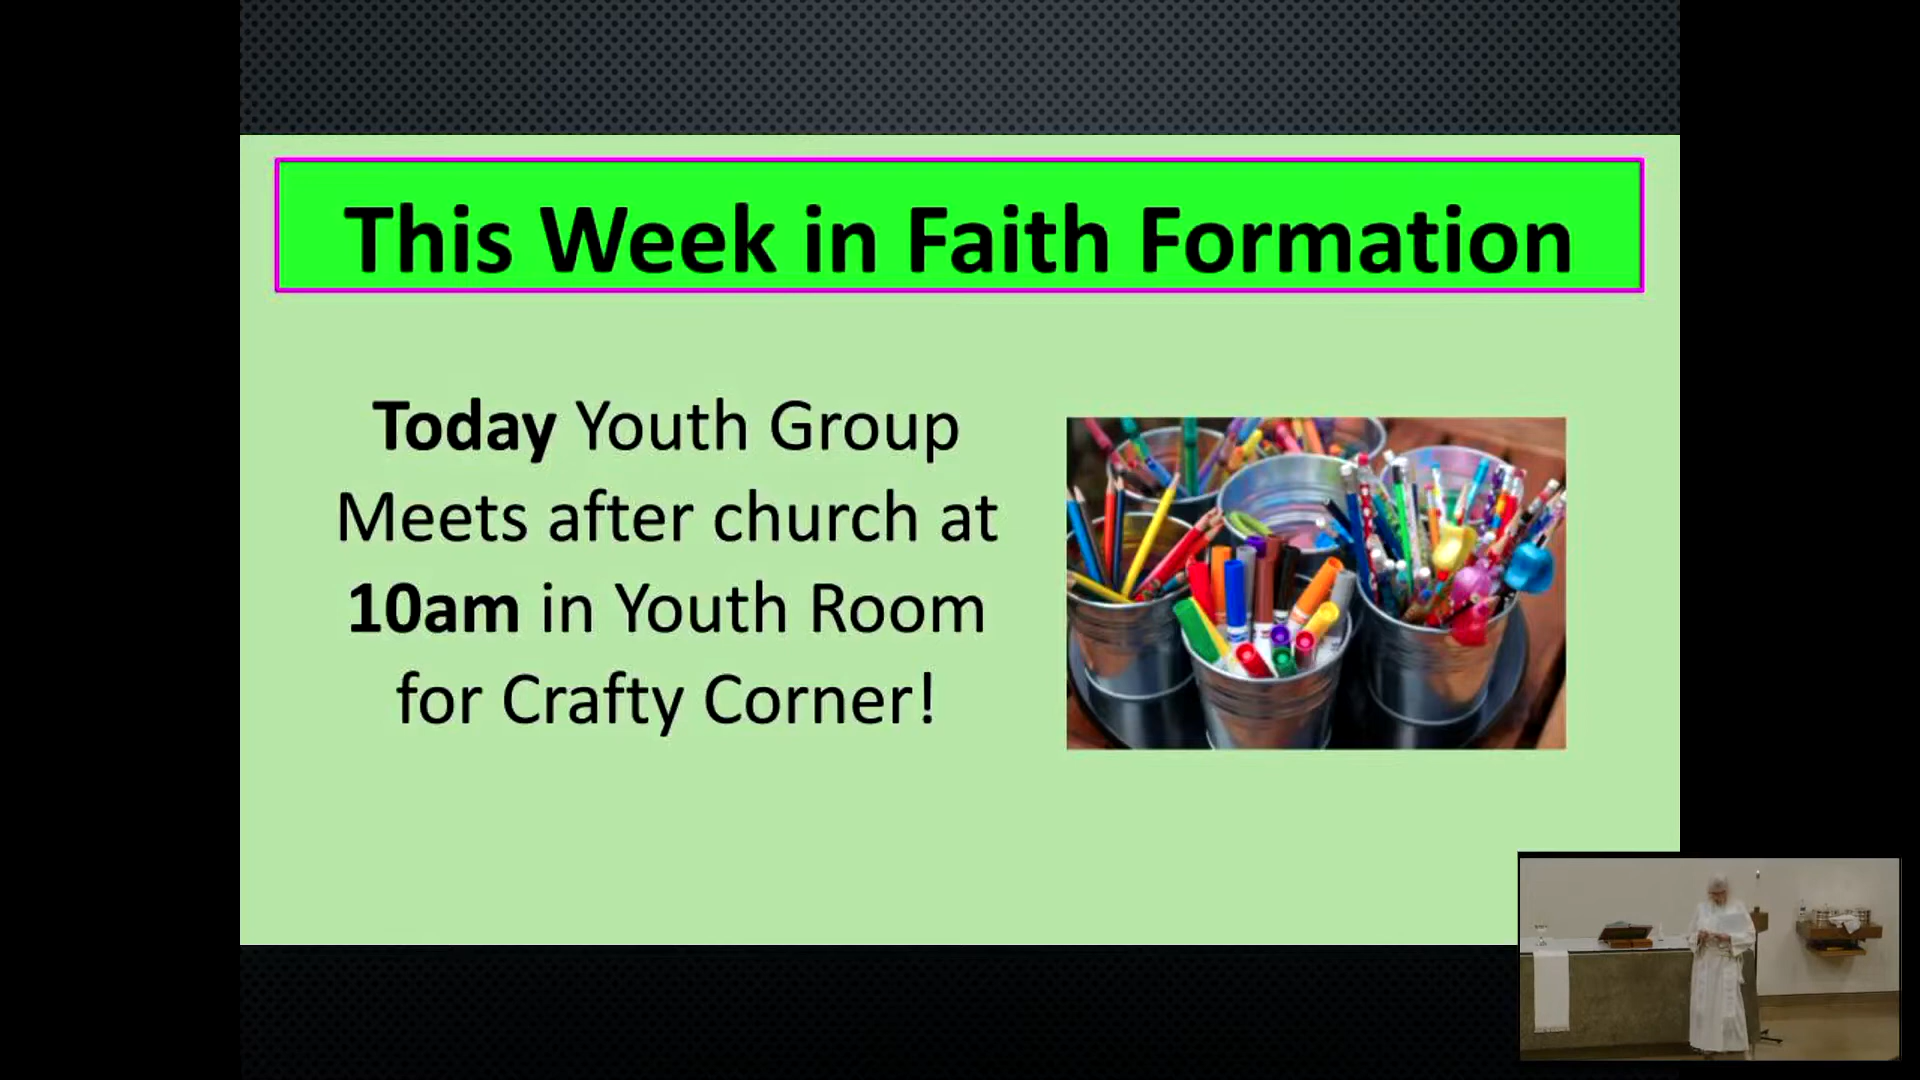 This Week in Faith Formation
Today Youth Group
Meets after church at
10am in Youth Room
for Crafty Corner!